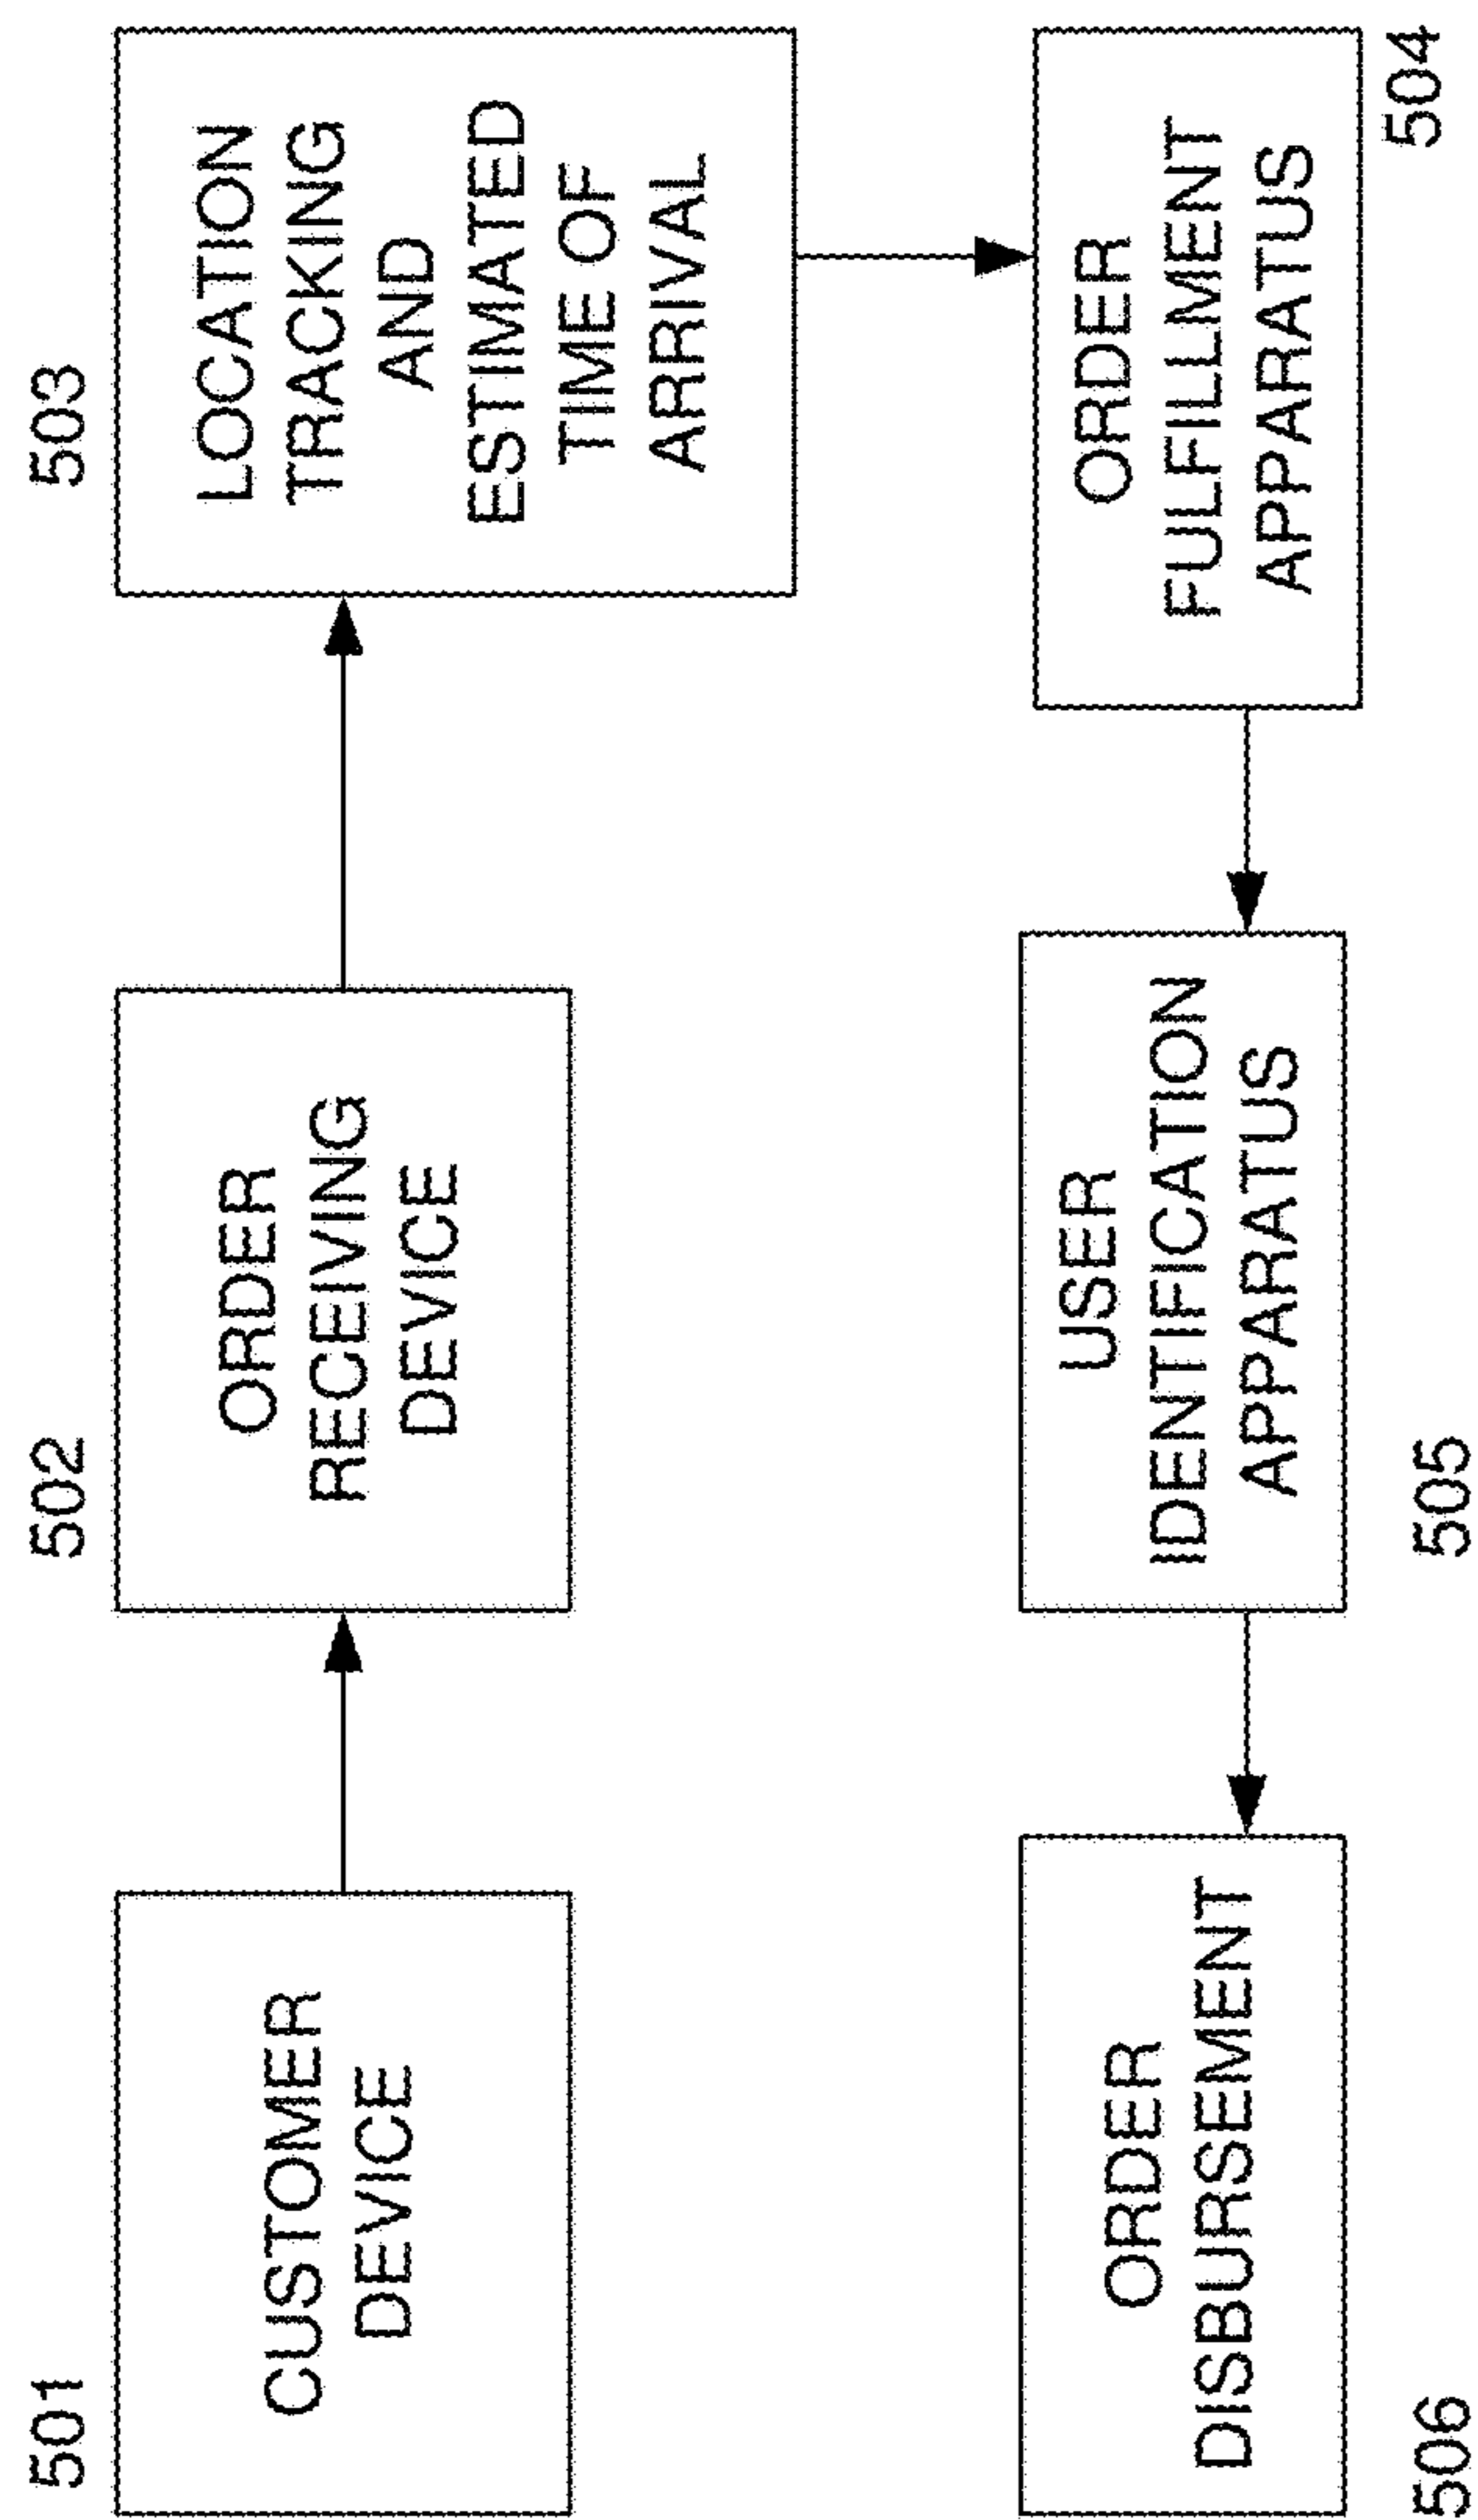 501
CUSTOMER
DEVICE
502
ORDER
RECEIVING
DEVICE
503
LOCATION
TRACKING
AND
ESTIMATED
TIME OF
ARRIVAL
504
ORDER
FULFILLMENT
APPARATUS
505
USER
IDENTIFICATION
APPARATUS
506
ORDER
DISBURSEMENT